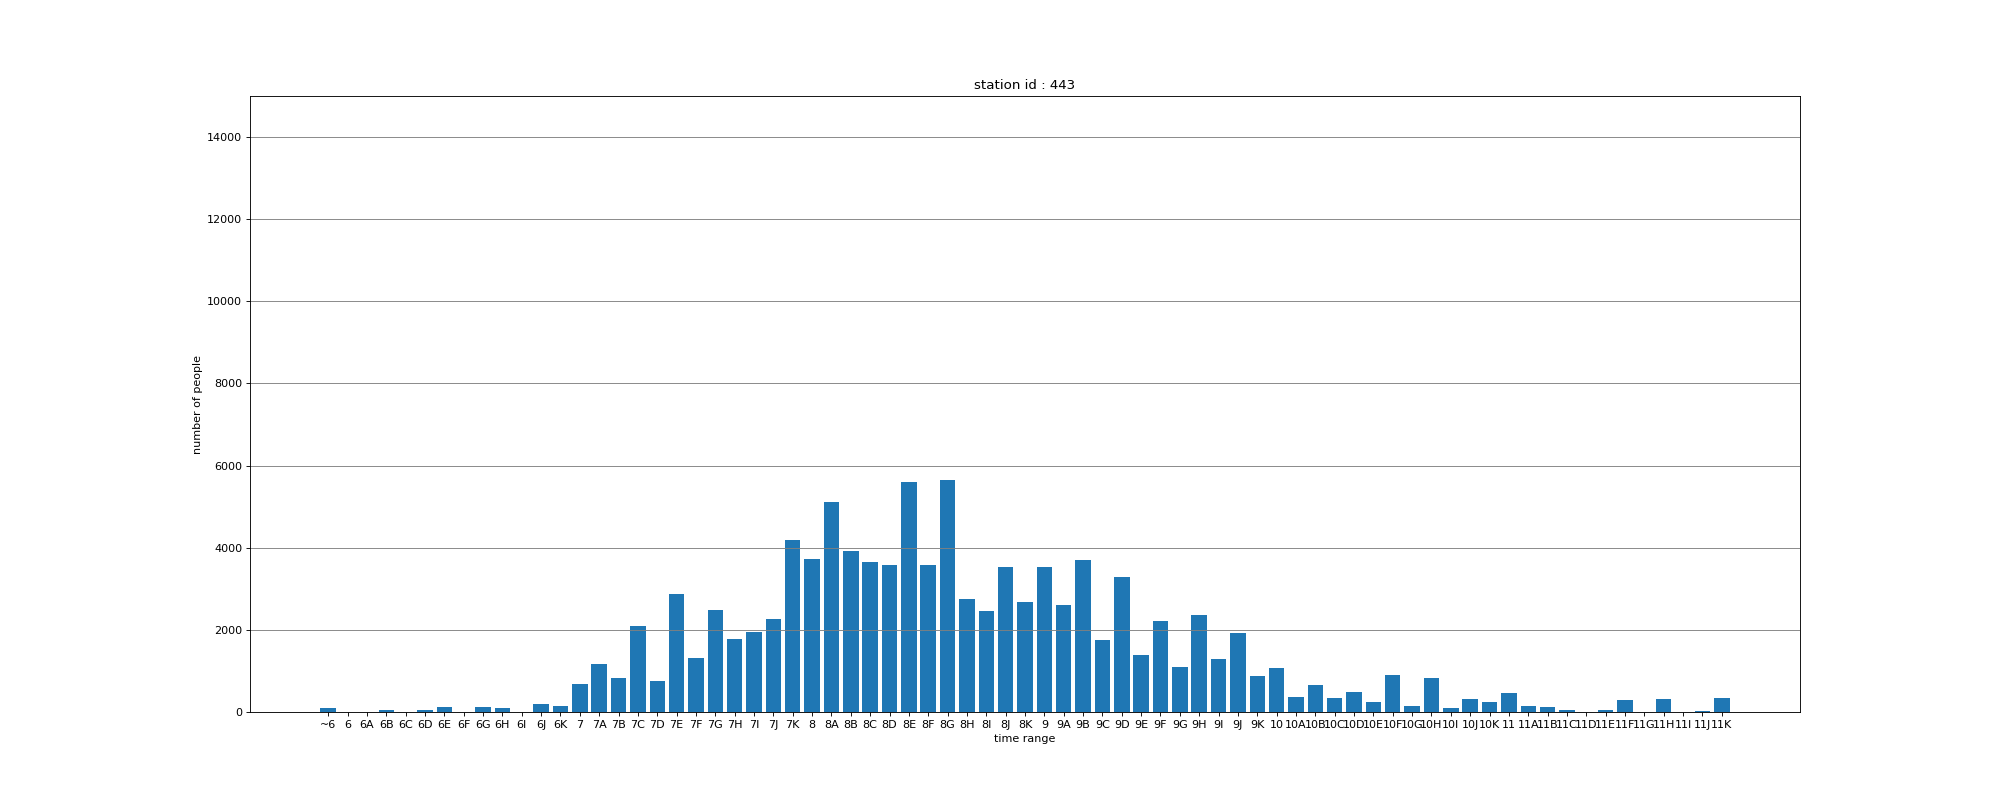 station id : 443
14000
12000
10000
8000
6000
4000
2000
0
number of people
~6 6 6A 6B 6C 6D 6E 6F 6G 6H 6I 6J 6K 7 7A 7B 7C 7D 7E 7F 7G 7H 7I 7J 7K 8 8A 8B 8C 8D 8E 8F 8G 8H 8I 8J 8K 9 9A 9B 9C 9D 9E 9F 9G 9H 9I 9J 9K 10 10A 10B 10C 10D 10E 10F 10G 10H 10I 10J 10K 11 11A 11B 11C 11D 11E 11F 11G 11H 11I 11J 11K
time range